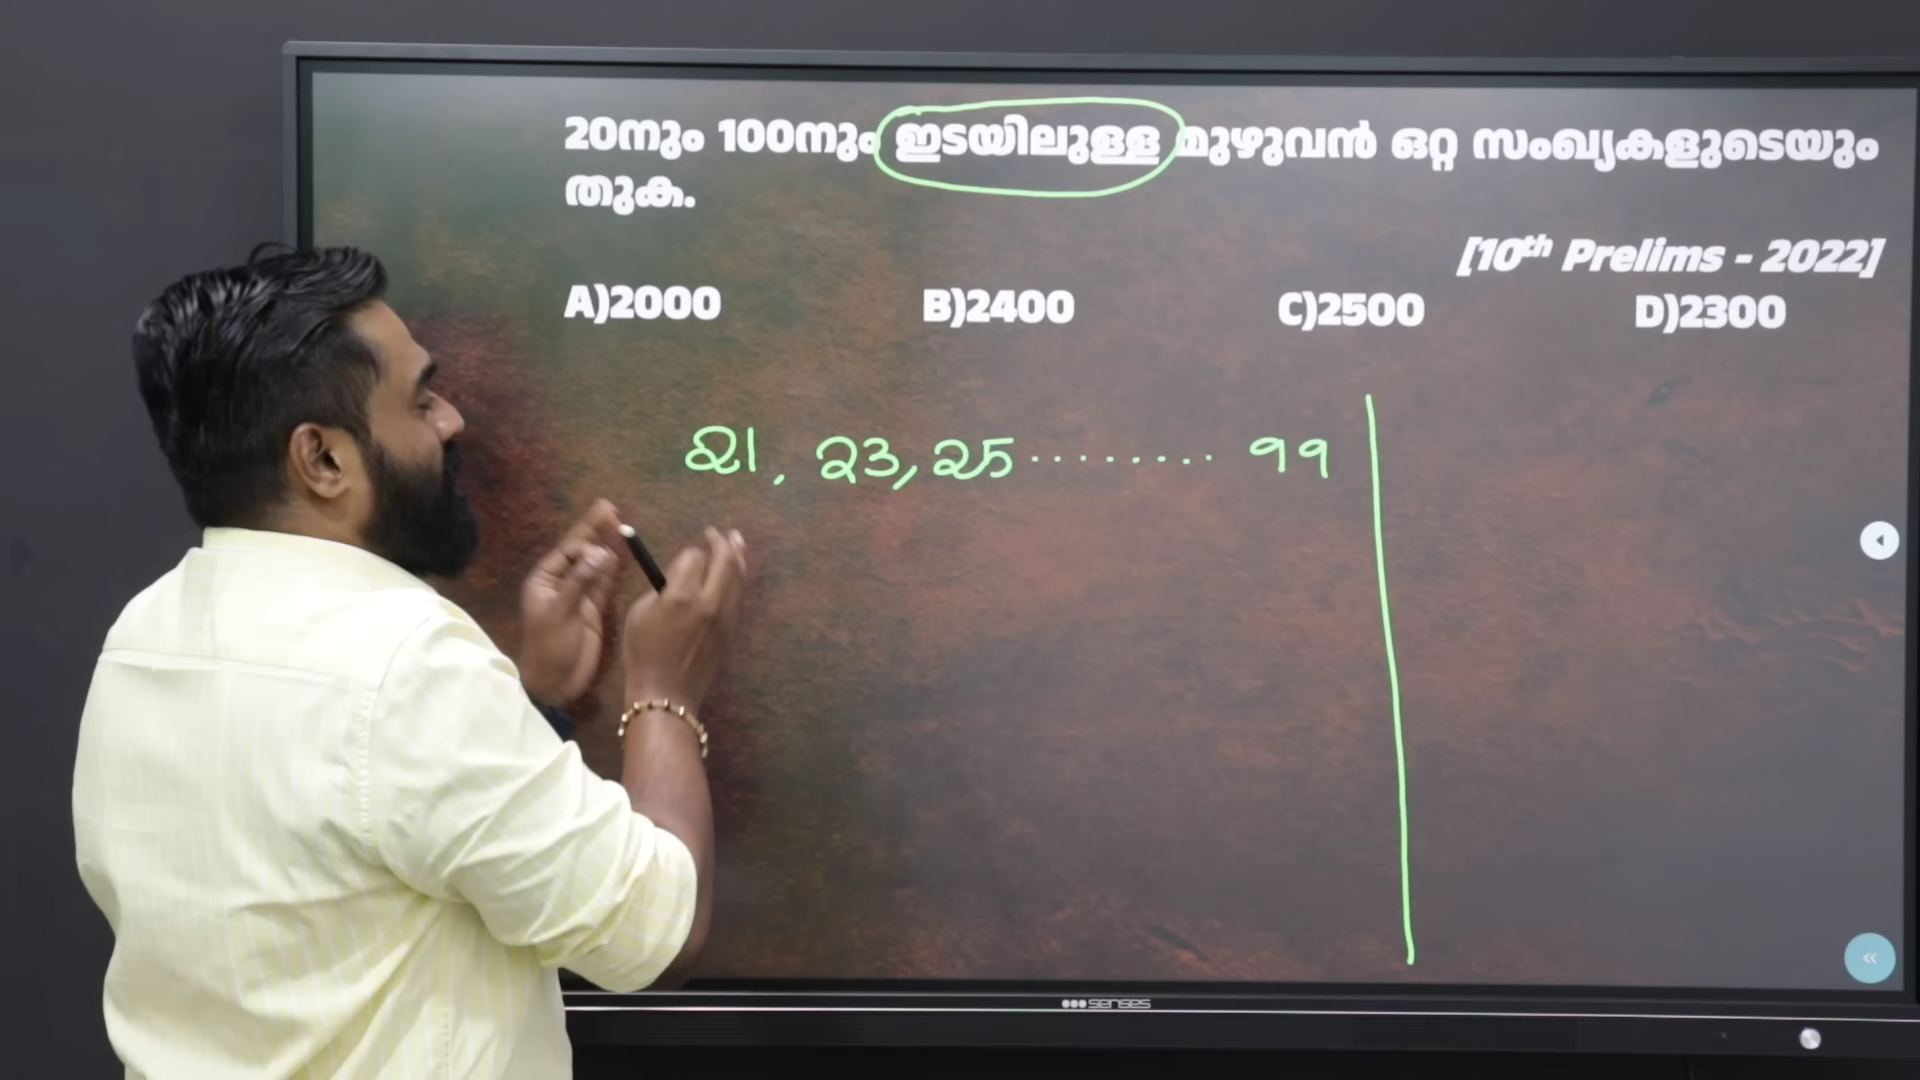 20നും 100നും ഇടയിലുള്ള മുഴുവൻ ഒറ്റ സംഖ്യകളുടെയും
തുക.
[10th Prelims - 2022]
A)2000 B)2400 C)2500 D)2300
21, 23, 25 ........ 99
senses